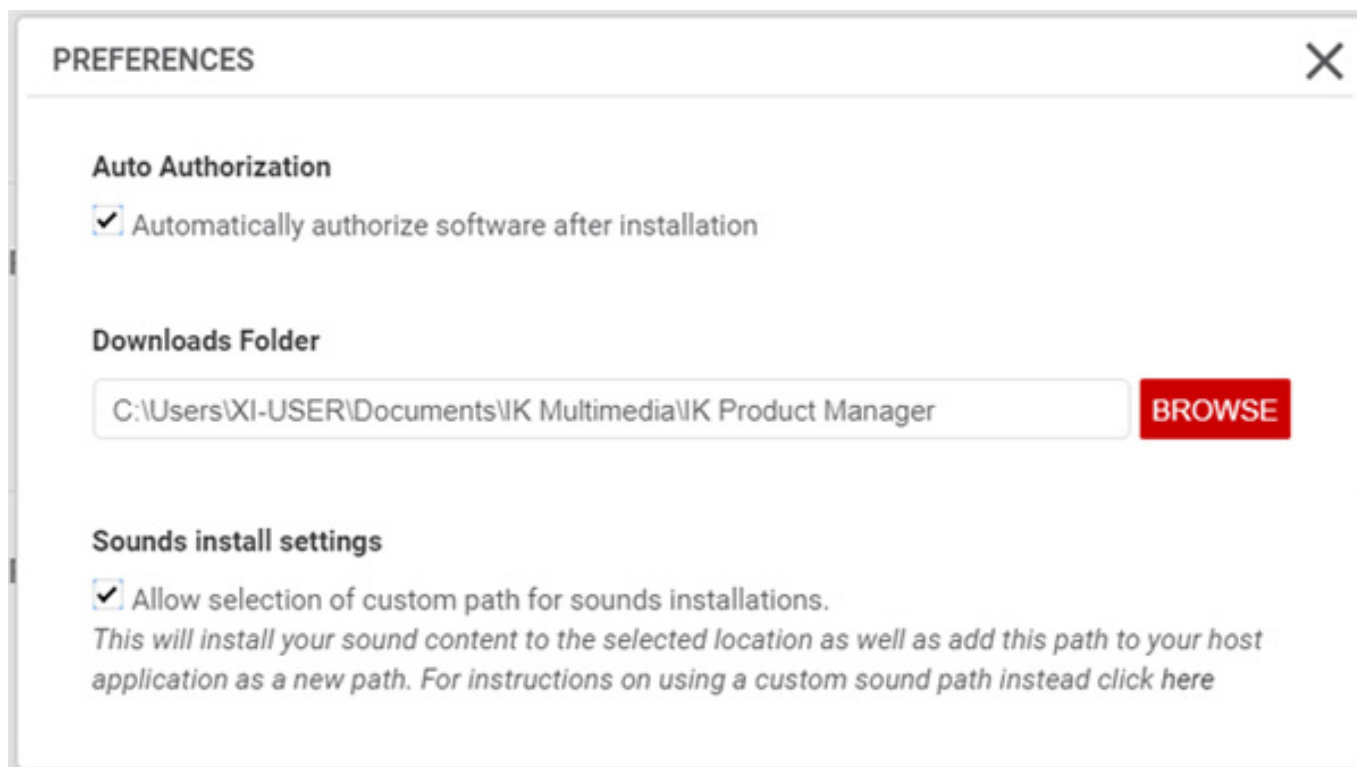 PREFERENCES
Auto Authorization
Automatically authorize software after installation
Downloads Folder
C:\Users\XI-USER\Documents\IK Multimedia\IK Product Manager
BROWSE
Sounds install settings
Allow selection of custom path for sounds installations.
This will install your sound content to the selected location as well as add this path to your host
application as a new path. For instructions on using a custom sound path instead click here